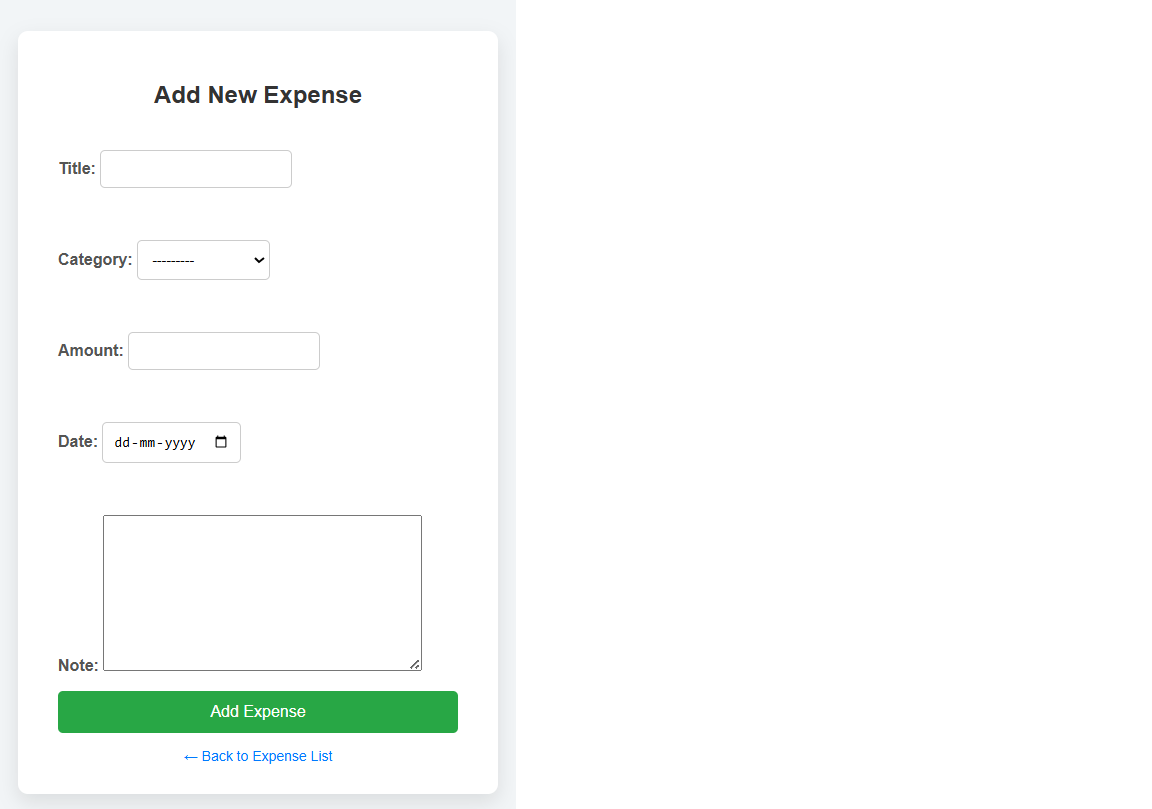 Add New Expense
Title:
Category: ---------
Amount:
Date: dd-mm-yyyy
Note:
Add Expense
← Back to Expense List